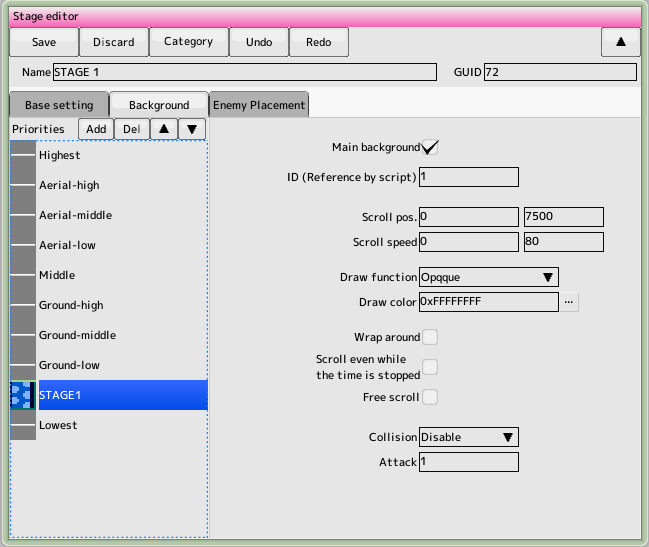 Stage editor
Save Discard Category Undo Redo ▲
Name STAGE 1 GUID 72
Base setting Background Enemy Placement
Priorities Add Del ▲ ▼
Highest
Aerial-high
Aerial-middle
Aerial-low
Middle
Ground-high
Ground-middle
Ground-low
STAGE1
Lowest
Main background
ID (Reference by script) 1
Scroll pos. 0 7500
Scroll speed 0 80
Draw function Opqque ▼
Draw color 0xFFFFFFFF ...
Wrap around
Scroll even while
the time is stopped
Free scroll
Collision Disable ▼
Attack 1